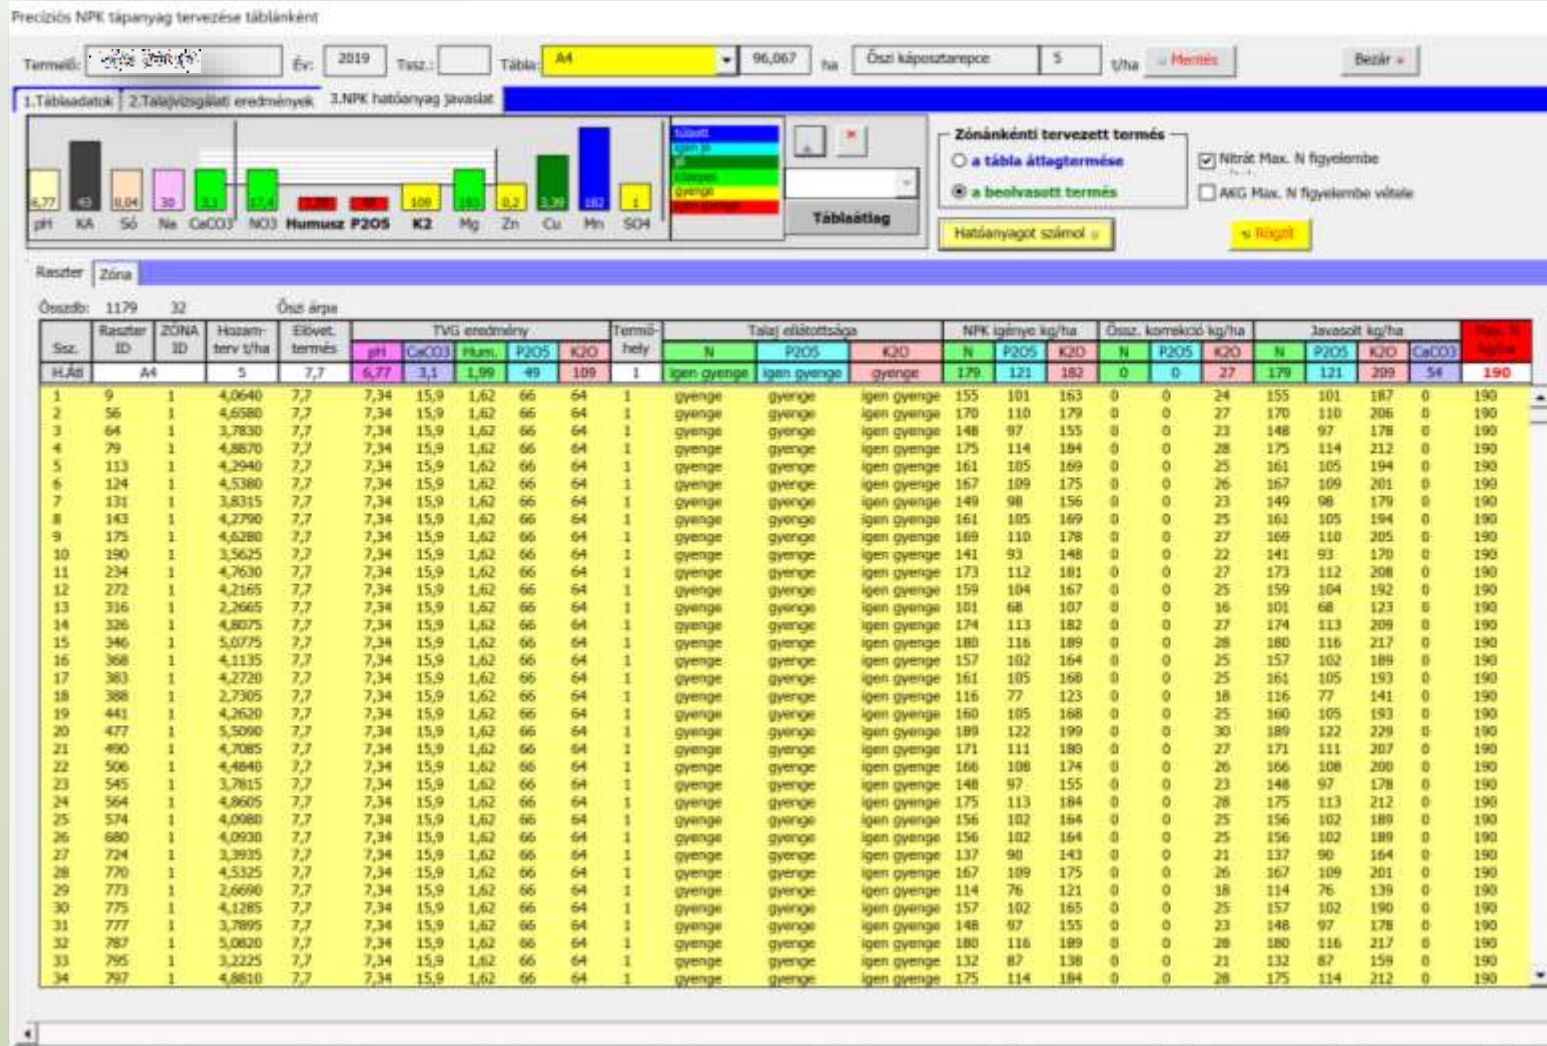 Precíziós NPK tápanyag tervezése táblánként
Termelő: Év: 2019 Tssz.: Tábla: A4 96,067 ha Őszi káposztarepce 5 t/ha Mentés Bezár
1.Táblaadatok 2.Talajvizsgálati eredmények 3.NPK hatóanyag javaslat
túlzott
igen jó
jó
közepes
gyenge
igen gyenge
6,77 43 0,04 30 3,1 17,4 109 193 0,2 3,39 182 1
pH KA Só Na CaCO3 NO3 Humusz P2O5 K2 Mg Zn Cu Mn SO4
Táblaátlag
Zónánkénti tervezett termés
a tábla átlagtermése
a beolvasott termés
Nitrát Max. N figyelembe
AKG Max. N figyelembe vétele
Hatóanyagot számol
Rögzít
Raszter Zóna
Összdb: 1179 32 Őszi árpa
Ssz. Raszter ID ZÓNA ID Hozam-terv t/ha Elővet. termés TVG eredmény Termő-hely Talaj ellátottsága NPK igénye kg/ha Össz. korrekció kg/ha Javasolt kg/ha Max. N kg/ha
pH CaCO3 Hum. P2O5 K2O N P2O5 K2O N P2O5 K2O N P2O5 K2O N P2O5 K2O CaCO3
H.Átl A4 5 7,7 6,77 3,1 1,99 49 109 1 igen gyenge igen gyenge gyenge 179 121 182 0 0 27 179 121 209 54 190
1 9 1 4,0640 7,7 7,34 15,9 1,62 66 64 1 gyenge gyenge igen gyenge 155 101 163 0 0 24 155 101 187 0 190
2 56 1 4,6580 7,7 7,34 15,9 1,62 66 64 1 gyenge gyenge igen gyenge 170 110 179 0 0 27 170 110 206 0 190
3 64 1 3,7830 7,7 7,34 15,9 1,62 66 64 1 gyenge gyenge igen gyenge 148 97 155 0 0 23 148 97 178 0 190
4 79 1 4,8870 7,7 7,34 15,9 1,62 66 64 1 gyenge gyenge igen gyenge 175 114 184 0 0 28 175 114 212 0 190
5 113 1 4,2940 7,7 7,34 15,9 1,62 66 64 1 gyenge gyenge igen gyenge 161 105 169 0 0 25 161 105 194 0 190
6 124 1 4,5380 7,7 7,34 15,9 1,62 66 64 1 gyenge gyenge igen gyenge 167 109 175 0 0 26 167 109 201 0 190
7 131 1 3,8315 7,7 7,34 15,9 1,62 66 64 1 gyenge gyenge igen gyenge 149 98 156 0 0 23 149 98 179 0 190
8 143 1 4,2790 7,7 7,34 15,9 1,62 66 64 1 gyenge gyenge igen gyenge 161 105 169 0 0 25 161 105 194 0 190
9 175 1 4,6280 7,7 7,34 15,9 1,62 66 64 1 gyenge gyenge igen gyenge 169 110 178 0 0 27 169 110 205 0 190
10 190 1 3,5625 7,7 7,34 15,9 1,62 66 64 1 gyenge gyenge igen gyenge 141 93 148 0 0 22 141 93 170 0 190
11 234 1 4,7630 7,7 7,34 15,9 1,62 66 64 1 gyenge gyenge igen gyenge 173 112 181 0 0 27 173 112 208 0 190
12 272 1 4,2165 7,7 7,34 15,9 1,62 66 64 1 gyenge gyenge igen gyenge 159 104 167 0 0 25 159 104 192 0 190
13 316 1 2,2665 7,7 7,34 15,9 1,62 66 64 1 gyenge gyenge igen gyenge 101 68 107 0 0 16 101 68 123 0 190
14 326 1 4,8075 7,7 7,34 15,9 1,62 66 64 1 gyenge gyenge igen gyenge 174 113 182 0 0 27 174 113 209 0 190
15 346 1 5,0775 7,7 7,34 15,9 1,62 66 64 1 gyenge gyenge igen gyenge 180 116 189 0 0 28 180 116 217 0 190
16 368 1 4,1135 7,7 7,34 15,9 1,62 66 64 1 gyenge gyenge igen gyenge 157 102 164 0 0 25 157 102 189 0 190
17 383 1 4,2720 7,7 7,34 15,9 1,62 66 64 1 gyenge gyenge igen gyenge 161 105 168 0 0 25 161 105 193 0 190
18 388 1 2,7305 7,7 7,34 15,9 1,62 66 64 1 gyenge gyenge igen gyenge 116 77 123 0 0 18 116 77 141 0 190
19 441 1 4,2620 7,7 7,34 15,9 1,62 66 64 1 gyenge gyenge igen gyenge 160 105 168 0 0 25 160 105 193 0 190
20 477 1 5,5090 7,7 7,34 15,9 1,62 66 64 1 gyenge gyenge igen gyenge 189 122 199 0 0 30 189 122 229 0 190
21 490 1 4,7085 7,7 7,34 15,9 1,62 66 64 1 gyenge gyenge igen gyenge 171 111 180 0 0 27 171 111 207 0 190
22 506 1 4,4840 7,7 7,34 15,9 1,62 66 64 1 gyenge gyenge igen gyenge 166 108 174 0 0 26 166 108 200 0 190
23 545 1 3,7815 7,7 7,34 15,9 1,62 66 64 1 gyenge gyenge igen gyenge 148 97 155 0 0 23 148 97 178 0 190
24 564 1 4,8605 7,7 7,34 15,9 1,62 66 64 1 gyenge gyenge igen gyenge 175 113 184 0 0 28 175 113 212 0 190
25 574 1 4,0980 7,7 7,34 15,9 1,62 66 64 1 gyenge gyenge igen gyenge 156 102 164 0 0 25 156 102 189 0 190
26 680 1 4,0930 7,7 7,34 15,9 1,62 66 64 1 gyenge gyenge igen gyenge 156 102 164 0 0 25 156 102 189 0 190
27 724 1 3,3935 7,7 7,34 15,9 1,62 66 64 1 gyenge gyenge igen gyenge 137 90 143 0 0 21 137 90 164 0 190
28 770 1 4,5325 7,7 7,34 15,9 1,62 66 64 1 gyenge gyenge igen gyenge 167 109 175 0 0 26 167 109 201 0 190
29 773 1 2,6690 7,7 7,34 15,9 1,62 66 64 1 gyenge gyenge igen gyenge 114 76 121 0 0 18 114 76 139 0 190
30 775 1 4,1285 7,7 7,34 15,9 1,62 66 64 1 gyenge gyenge igen gyenge 157 102 165 0 0 25 157 102 190 0 190
31 777 1 3,7895 7,7 7,34 15,9 1,62 66 64 1 gyenge gyenge igen gyenge 148 97 155 0 0 23 148 97 178 0 190
32 787 1 5,0820 7,7 7,34 15,9 1,62 66 64 1 gyenge gyenge igen gyenge 180 116 189 0 0 28 180 116 217 0 190
33 795 1 3,2225 7,7 7,34 15,9 1,62 66 64 1 gyenge gyenge igen gyenge 132 87 138 0 0 21 132 87 159 0 190
34 797 1 4,8810 7,7 7,34 15,9 1,62 66 64 1 gyenge gyenge igen gyenge 175 114 184 0 0 28 175 114 212 0 190